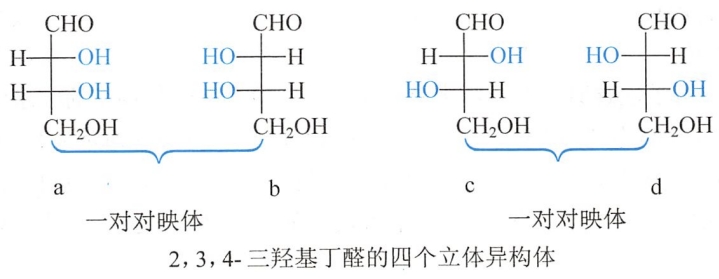 CHO CHO CHO CHO
H OH HO H H OH HO H
H OH HO H HO H H OH
CH₂OH CH₂OH CH₂OH CH₂OH
a b c d
一对对映体 一对对映体
2，3，4-三羟基丁醛的四个立体异构体